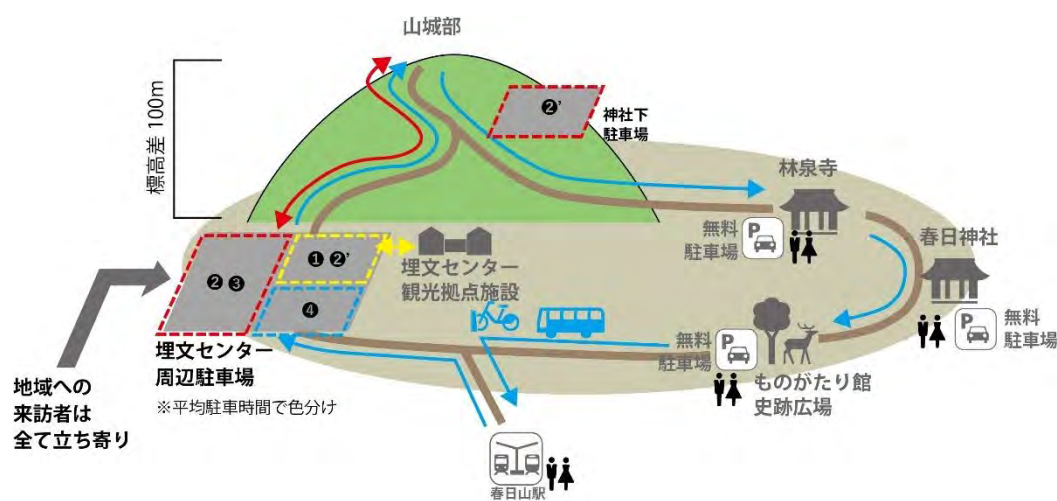 山城部
標高差 100m
❷’
神社下
駐車場
林泉寺
無料
駐車場
P
春日神社
❶ ❷’
❷ ❸
❹
埋文センター
観光拠点施設
無料
駐車場
P
P
無料
駐車場
埋文センター
周辺駐車場
※平均駐車時間で色分け
地域への
来訪者は
全て立ち寄り
ものがたり館
史跡広場
春日山駅